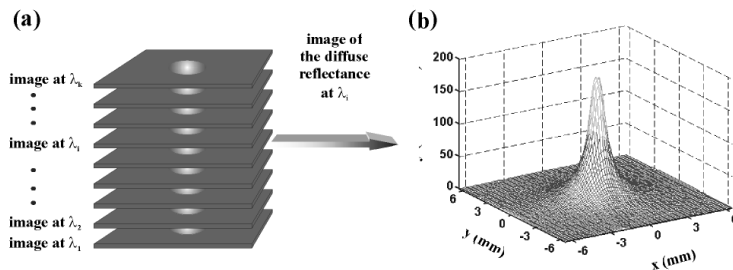 (a)
image at λk
image at λi
image at λ2
image at λ1
image of
the diffuse
reflectance
at λi
(b)
200
150
100
50
0
6
3
0
-3
-6
y (mm)
-6
-3
0
3
6
x (mm)